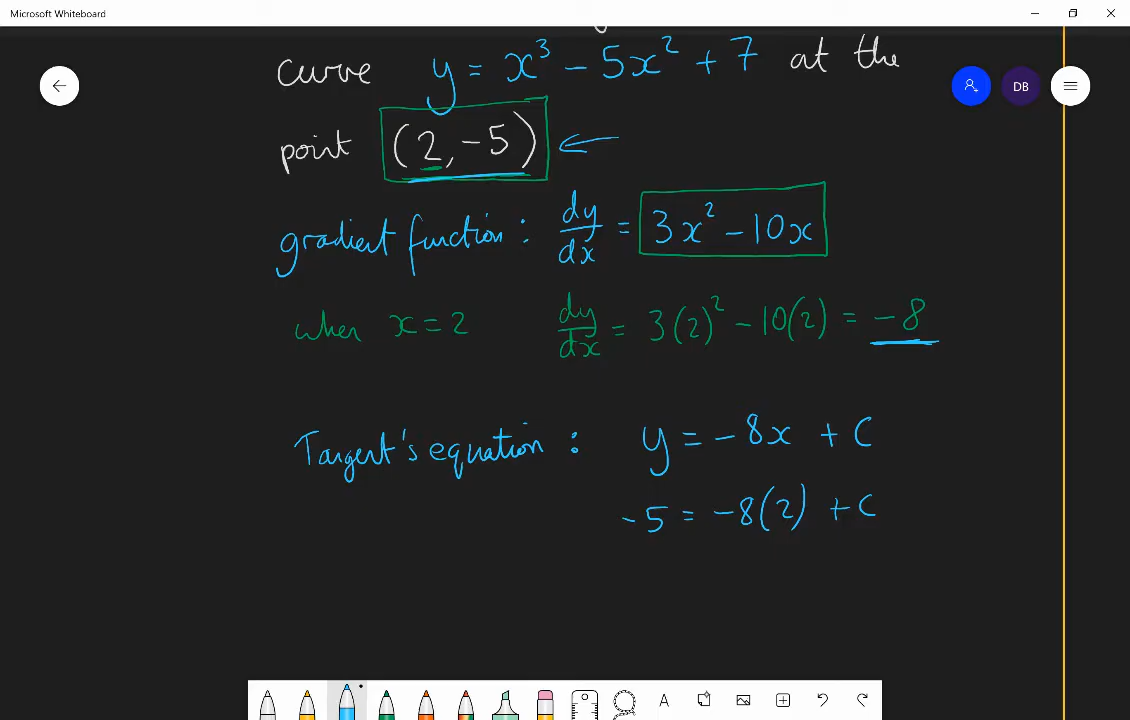 Microsoft Whiteboard
curve y = x³ − 5x² + 7 at the
DB
point (2, −5)
gradient function : dy/dx = 3x² − 10x
when x = 2 dy/dx = 3(2)² − 10(2) = −8
Tangent's equation : y = −8x + c
−5 = −8(2) + c
A